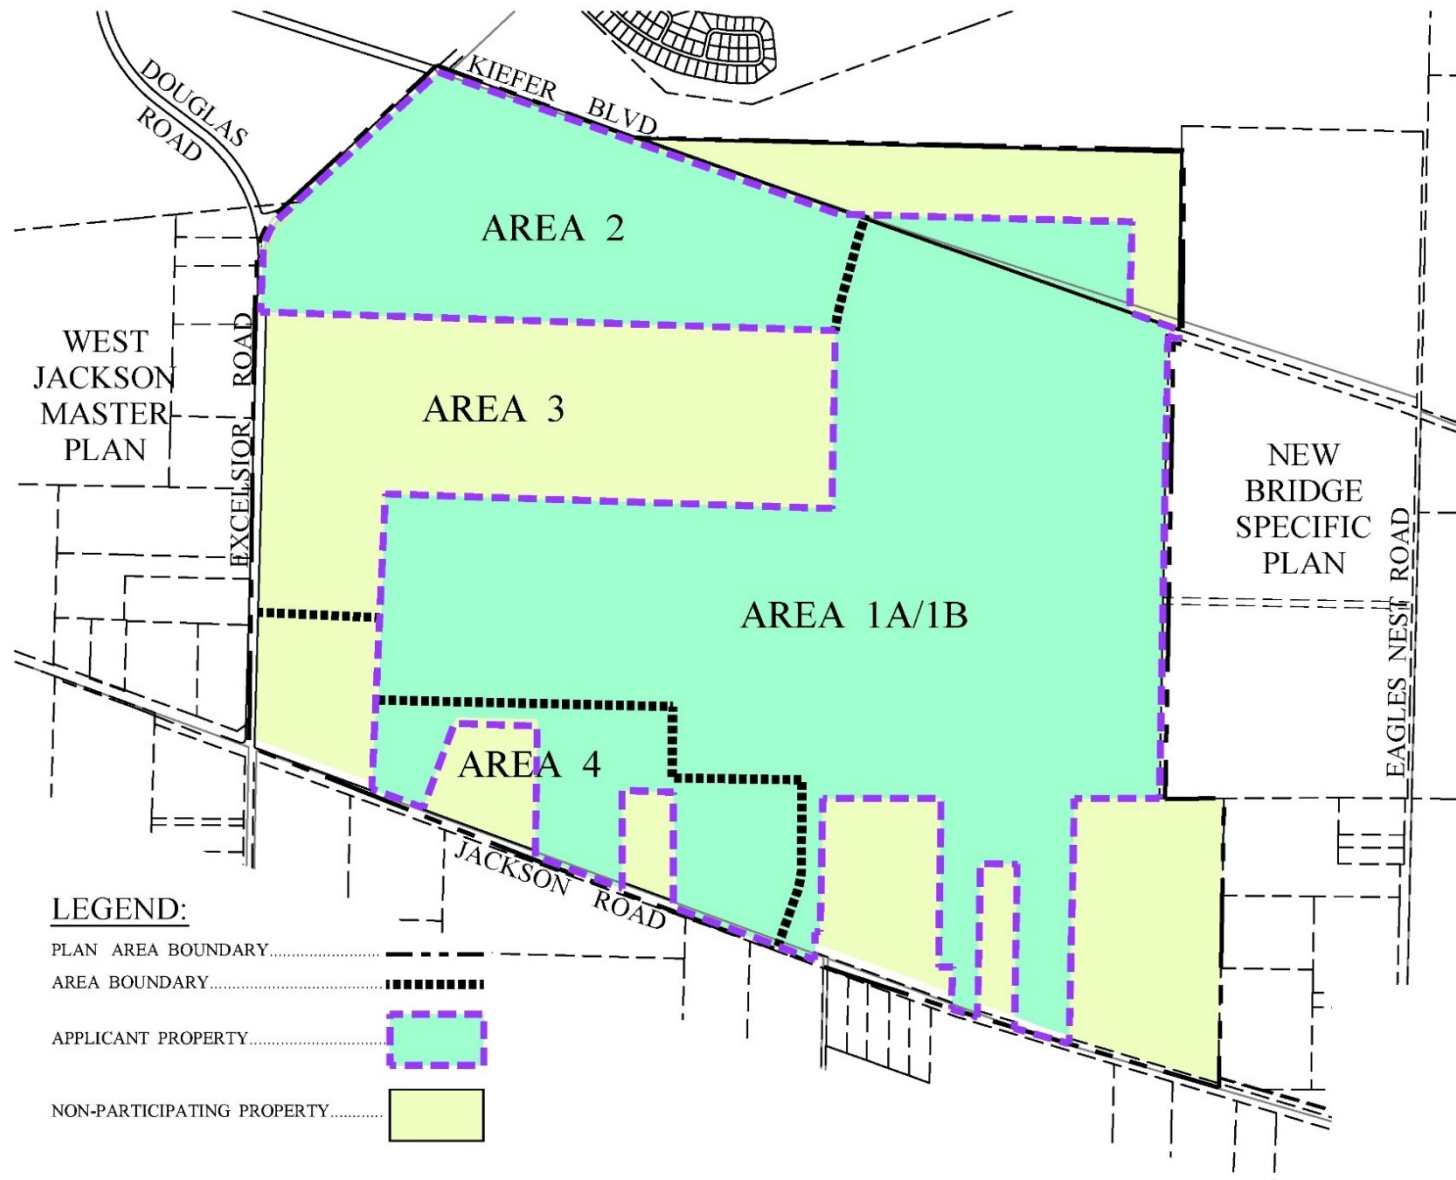 DOUGLAS
ROAD
KIEFER BLVD
AREA 2
WEST
JACKSON
MASTER
PLAN
EXCELSIOR ROAD
AREA 3
NEW
BRIDGE
SPECIFIC
PLAN
EAGLES NEST ROAD
AREA 1A/1B
AREA 4
JACKSON ROAD
LEGEND:
PLAN AREA BOUNDARY
AREA BOUNDARY
APPLICANT PROPERTY
NON-PARTICIPATING PROPERTY